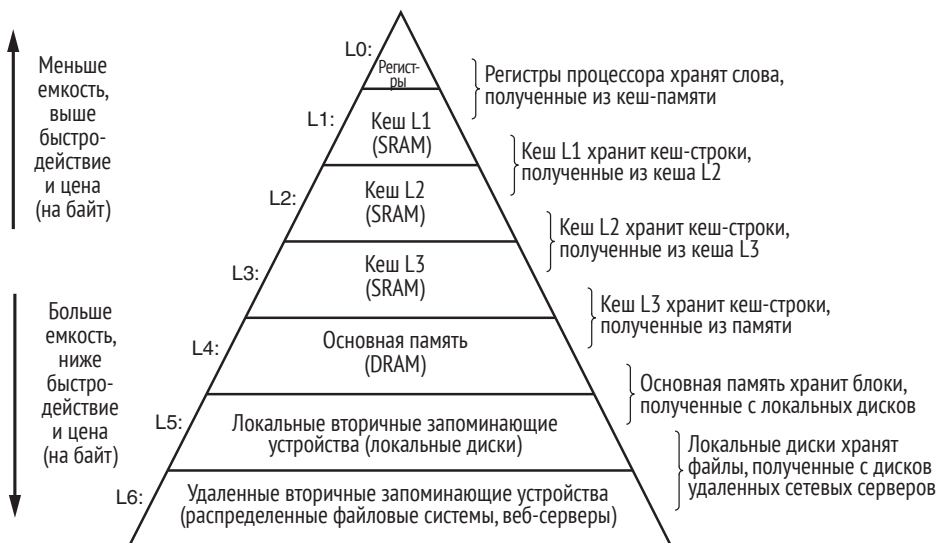 Меньше
емкость,
выше
быстро-
действие
и цена
(на байт)
Больше
емкость,
ниже
быстро-
действие
и цена
(на байт)
L0:
Регист-
ры
Регистры процессора хранят слова,
полученные из кеш-памяти
L1:
Кеш L1
(SRAM)
Кеш L1 хранит кеш-строки,
полученные из кеша L2
L2:
Кеш L2
(SRAM)
Кеш L2 хранит кеш-строки,
полученные из кеша L3
L3:
Кеш L3
(SRAM)
Кеш L3 хранит кеш-строки,
полученные из памяти
L4:
Основная память
(DRAM)
Основная память хранит блоки,
полученные с локальных дисков
L5:
Локальные вторичные запоминающие
устройства (локальные диски)
Локальные диски хранят
файлы, полученные с дисков
удаленных сетевых серверов
L6:
Удаленные вторичные запоминающие устройства
(распределенные файловые системы, веб-серверы)